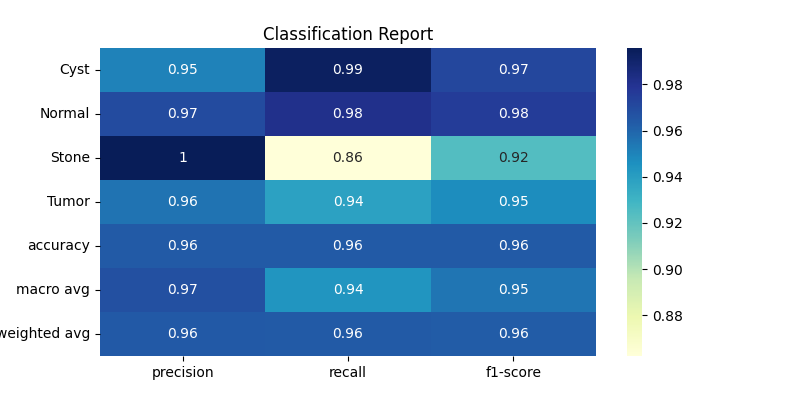 Classification Report
Cyst 0.95 0.99 0.97
Normal 0.97 0.98 0.98
Stone 1 0.86 0.92
Tumor 0.96 0.94 0.95
accuracy 0.96 0.96 0.96
macro avg 0.97 0.94 0.95
weighted avg 0.96 0.96 0.96
precision recall f1-score
0.98
0.96
0.94
0.92
0.90
0.88